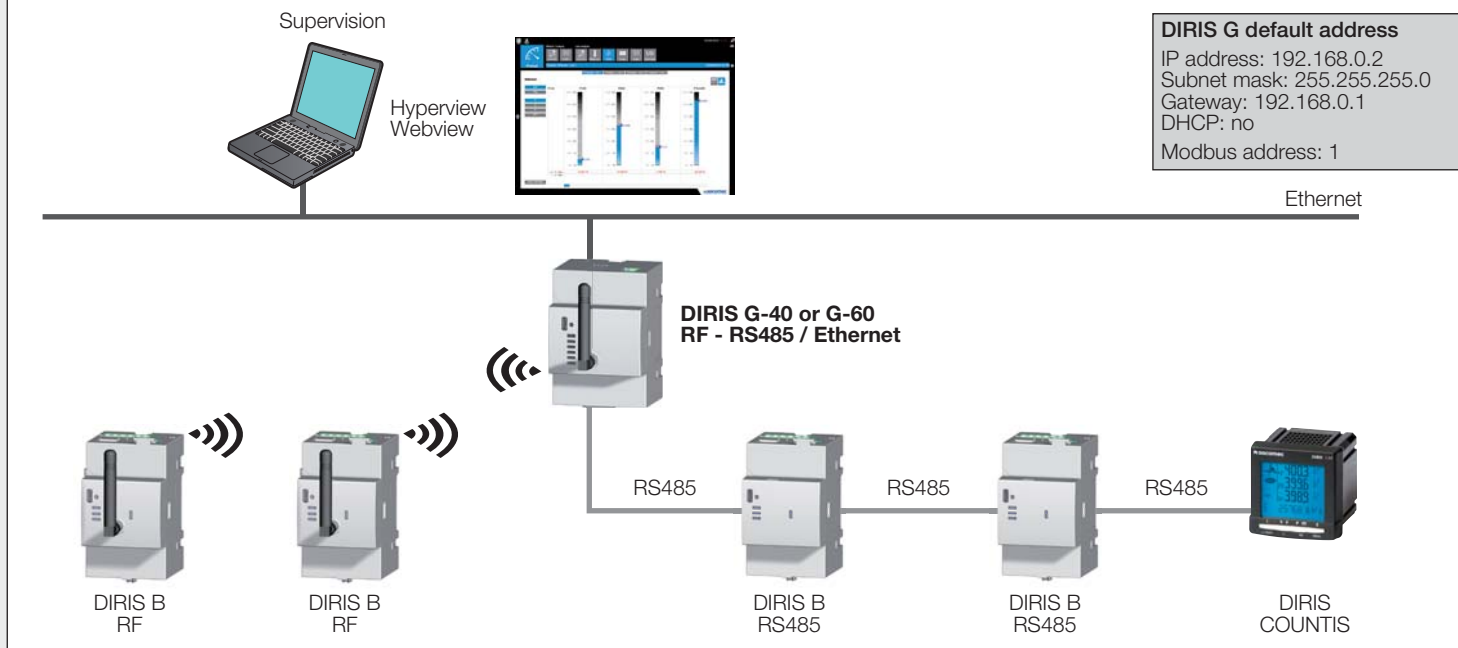 Supervision
Hyperview
Webview
DIRIS G default address
IP address: 192.168.0.2
Subnet mask: 255.255.255.0
Gateway: 192.168.0.1
DHCP: no
Modbus address: 1
Ethernet
DIRIS G-40 or G-60
RF - RS485 / Ethernet
RS485
RS485
RS485
DIRIS B
RF
DIRIS B
RF
DIRIS B
RS485
DIRIS B
RS485
DIRIS
COUNTIS